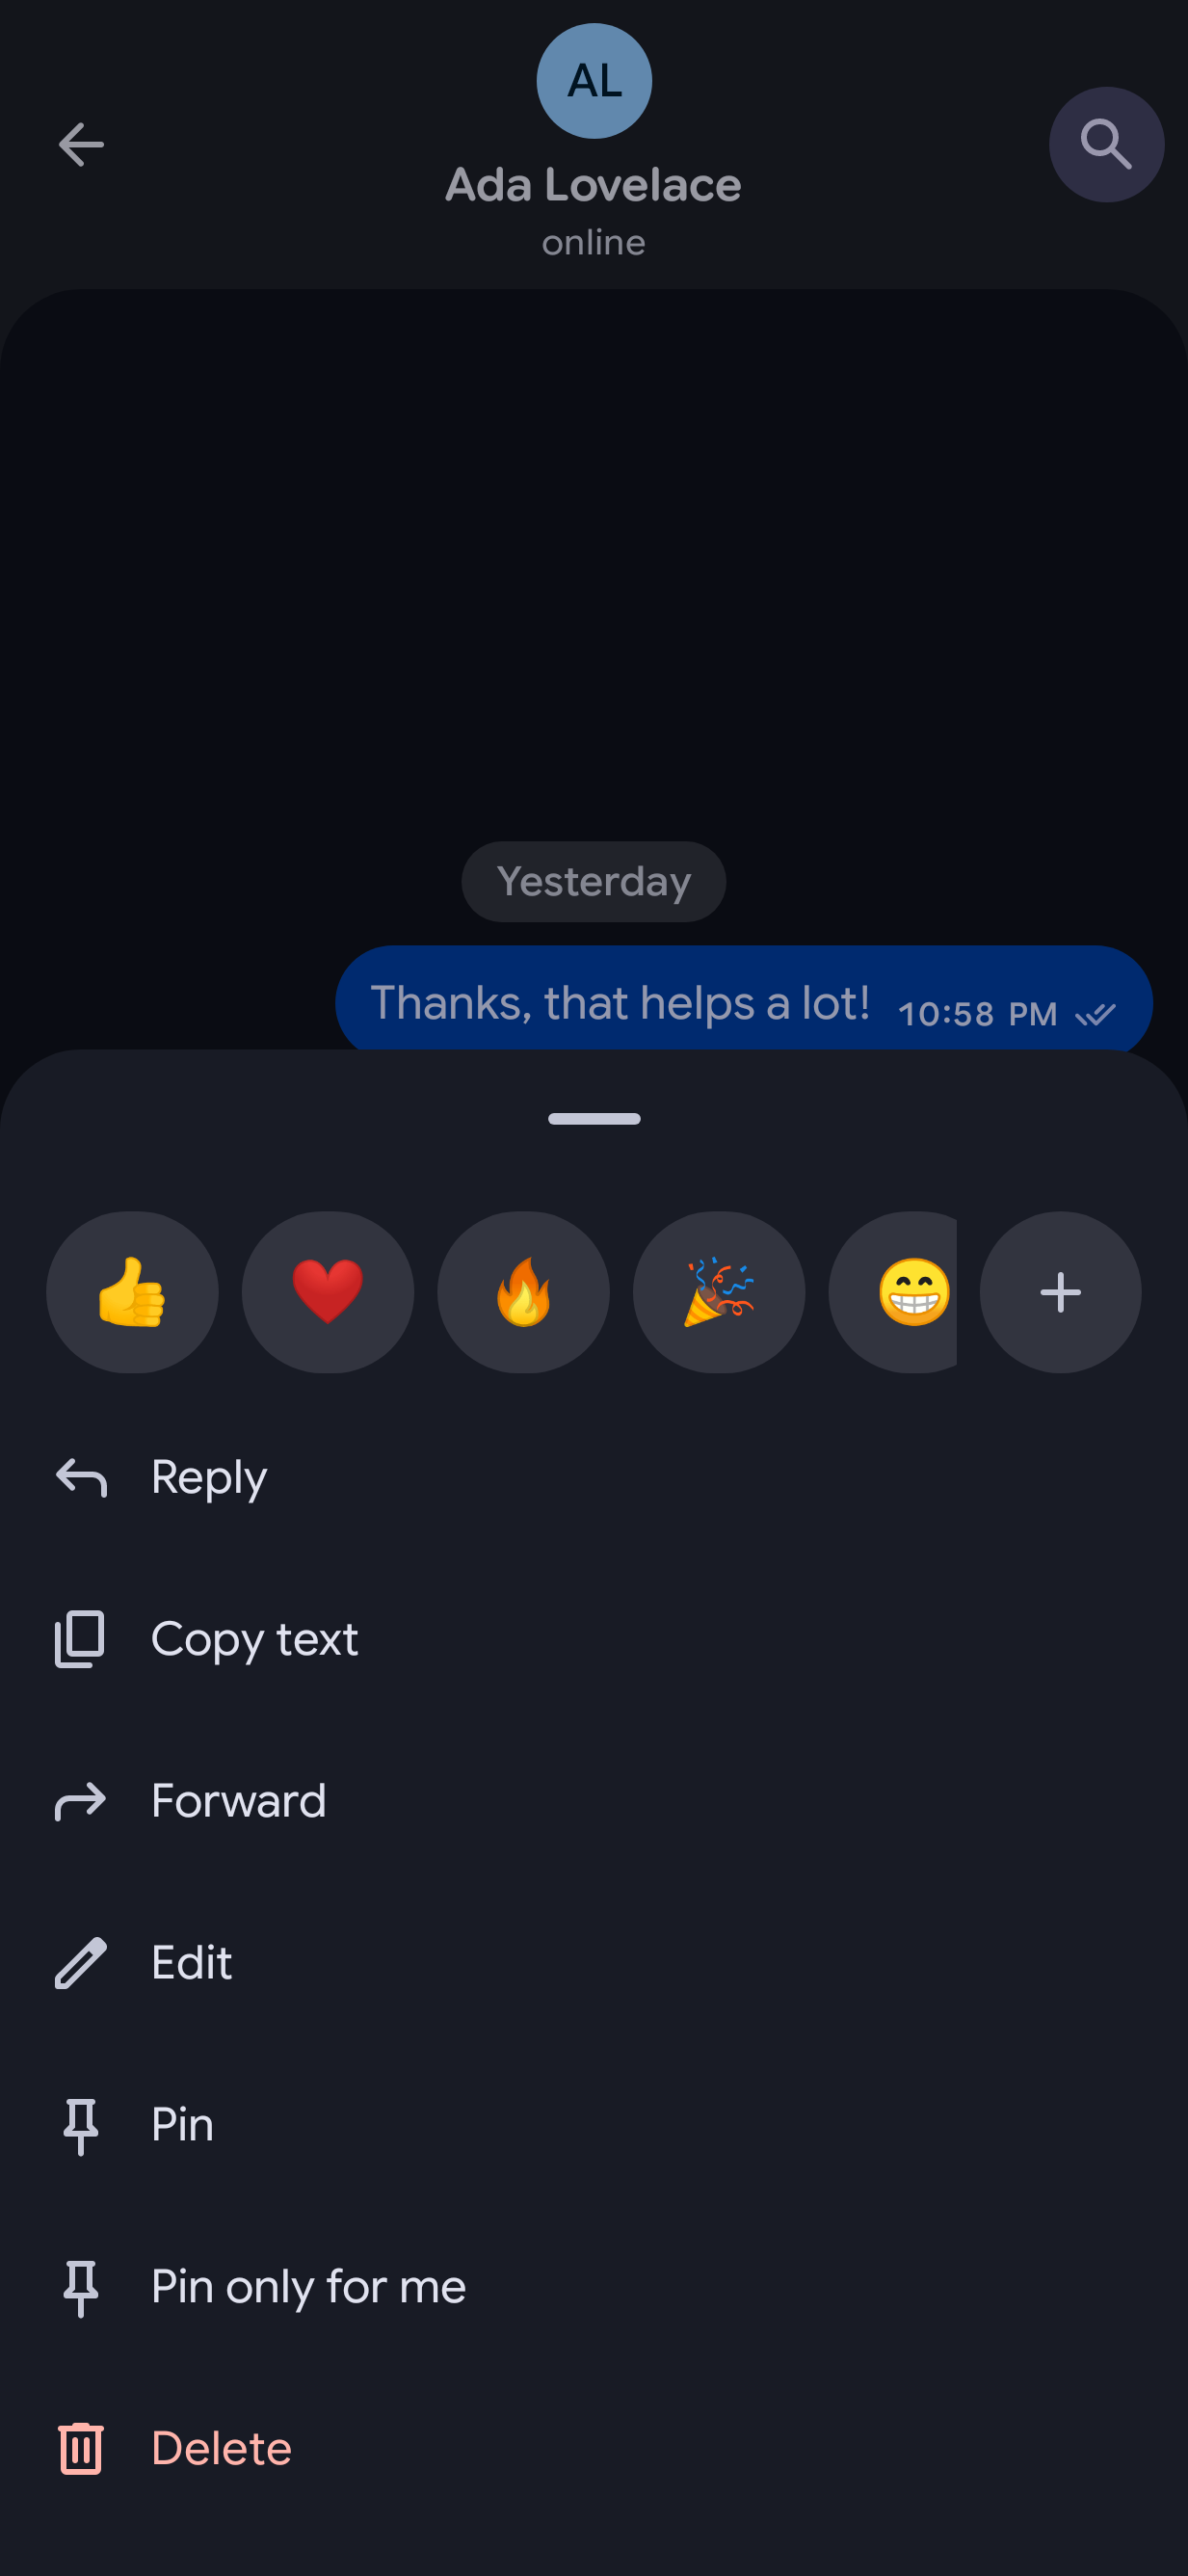 AL
Ada Lovelace
online
Yesterday
Thanks, that helps a lot! 10:58 PM
Reply
Copy text
Forward
Edit
Pin
Pin only for me
Delete